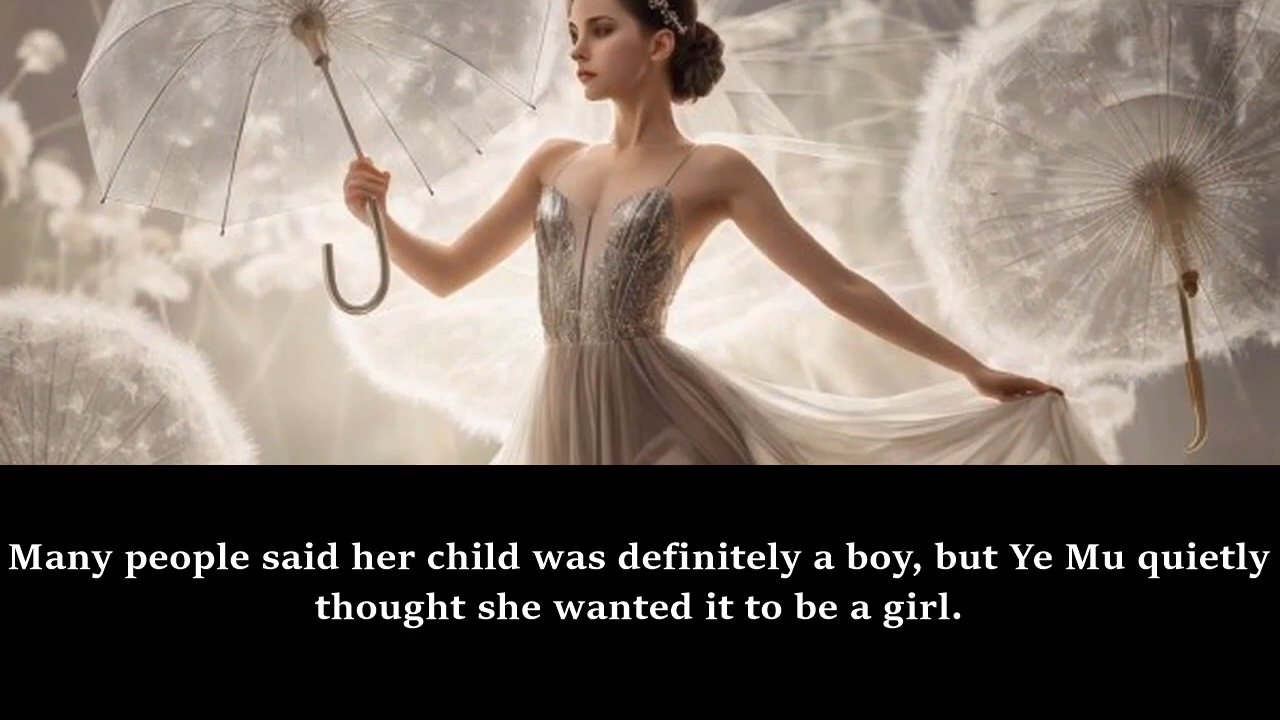 Many people said her child was definitely a boy, but Ye Mu quietly
thought she wanted it to be a girl.